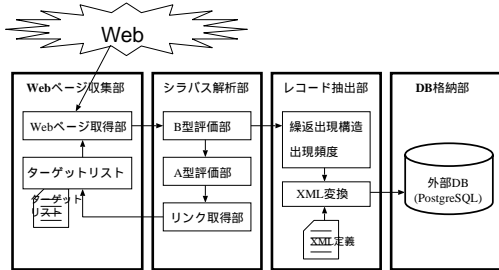 Web
Webページ収集部
シラバス解析部
レコード抽出部
DB格納部
Webページ取得部
B型評価部
繰返出現構造
出現頻度
ターゲットリスト
A型評価部
XML変換
外部DB
(PostgreSQL)
ターゲット
リスト
リンク取得部
XML定義